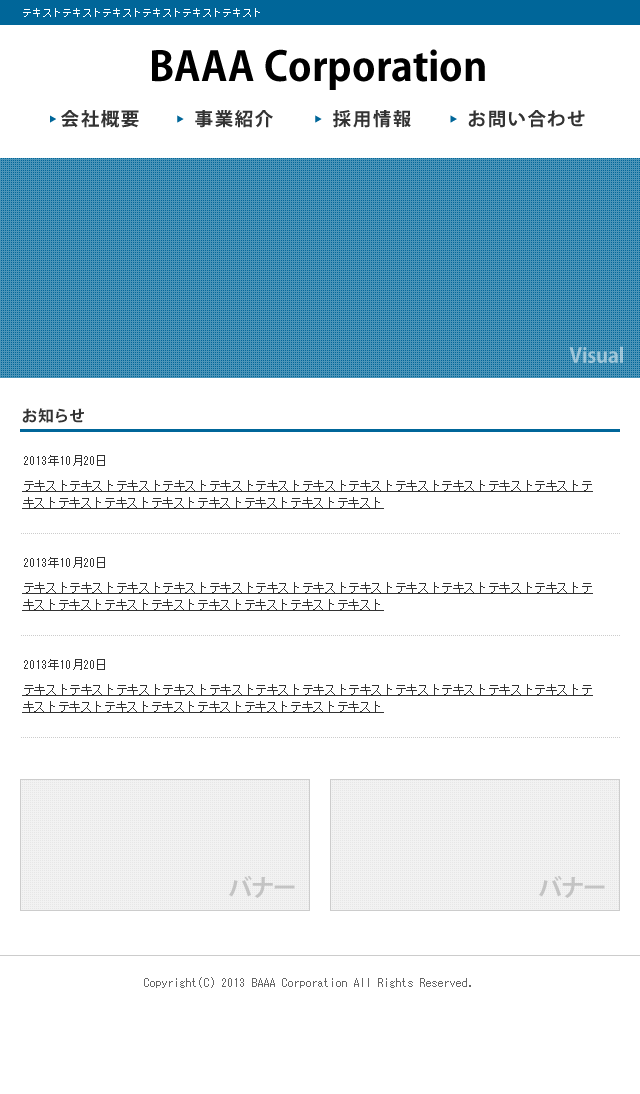 テキストテキストテキストテキストテキストテキスト
BAAA Corporation
会社概要
事業紹介
採用情報
お問い合わせ
Visual
お知らせ
2013年10月20日
テキストテキストテキストテキストテキストテキストテキストテキストテキストテキストテキストテキストテ
キストテキストテキストテキストテキストテキストテキストテキスト
2013年10月20日
テキストテキストテキストテキストテキストテキストテキストテキストテキストテキストテキストテキストテ
キストテキストテキストテキストテキストテキストテキストテキスト
2013年10月20日
テキストテキストテキストテキストテキストテキストテキストテキストテキストテキストテキストテキストテ
キストテキストテキストテキストテキストテキストテキストテキスト
バナー
バナー
Copyright(C) 2013 BAAA Corporation All Rights Reserved.